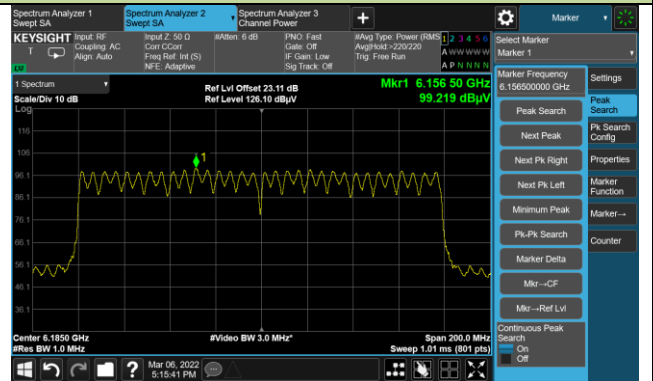 Spectrum Analyzer 1
Swept SA
Spectrum Analyzer 2
Swept SA
Spectrum Analyzer 3
Channel Power
+
Marker
KEYSIGHT
T
Input: RF
Coupling: AC
Align: Auto
Input Z: 50 Ω
Corr CCorr
Freq Ref: Int (S)
NFE: Adaptive
#Atten: 6 dB
PNO: Fast
Gate: Off
IF Gain: Low
Sig Track: Off
#Avg Type: Power (RMS
Avg|Hold:>220/220
Trig: Free Run
1 2 3 4 5 6
A W W W W W
A P N N N N
Select Marker
Marker 1
1 Spectrum
Scale/Div 10 dB
Ref Lvl Offset 23.11 dB
Ref Level 126.10 dBµV
Mkr1 6.156 50 GHz
99.219 dBµV
Log
116
106
96.1
86.1
76.1
66.1
56.1
46.1
36.1
1
Center 6.1850 GHz
#Res BW 1.0 MHz
#Video BW 3.0 MHz*
Span 200.0 MHz
Sweep 1.01 ms (801 pts)
Marker Frequency
6.156500000 GHz
Peak Search
Next Peak
Next Pk Right
Next Pk Left
Minimum Peak
Pk-Pk Search
Marker Delta
Mkr→CF
Mkr→Ref Lvl
Continuous Peak
Search
On
Off
Settings
Peak
Search
Pk Search
Config
Properties
Marker
Function
Marker→
Counter
?
Mar 06, 2022
5:15:41 PM